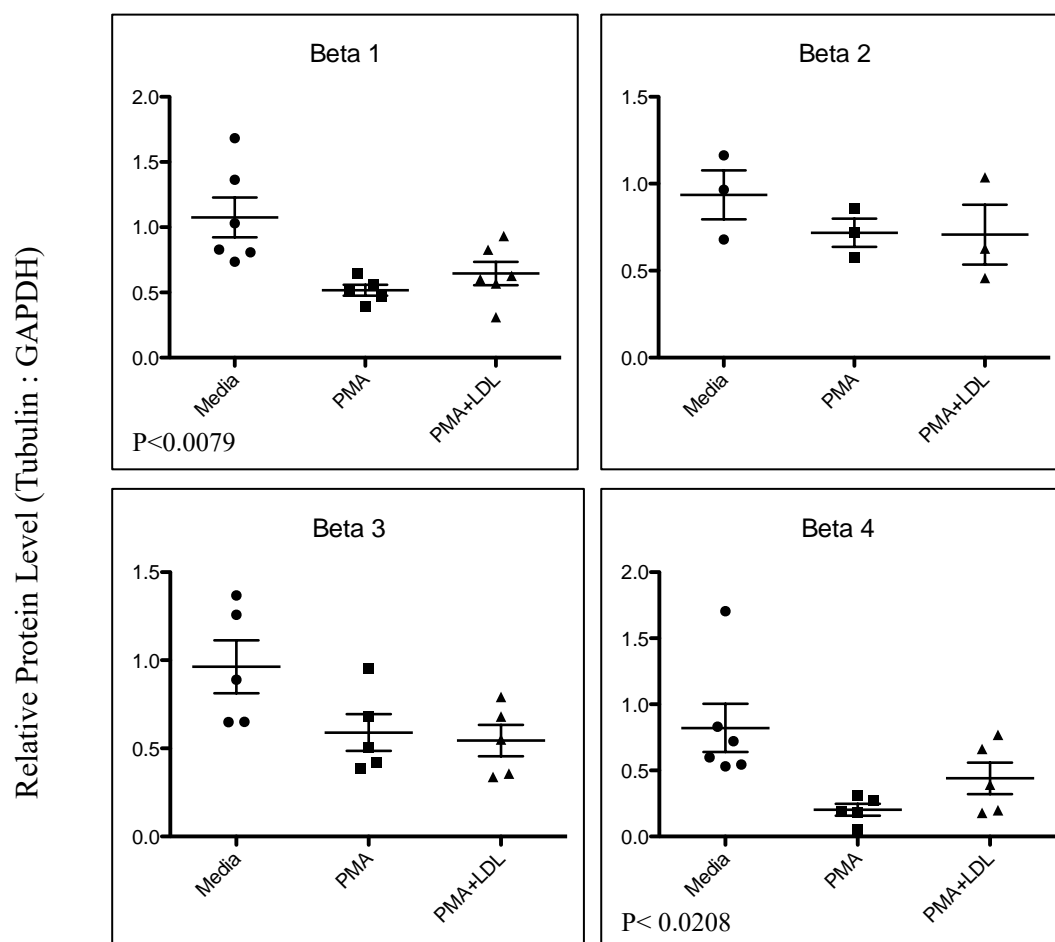 Relative Protein Level (Tubulin : GAPDH)
Beta 1
2.0
1.5
1.0
0.5
0.0
Media
PMA
PMA+LDL
P<0.0079
Beta 2
1.5
1.0
0.5
0.0
Media
PMA
PMA+LDL
Beta 3
1.5
1.0
0.5
0.0
Media
PMA
PMA+LDL
Beta 4
2.0
1.5
1.0
0.5
0.0
Media
PMA
PMA+LDL
P< 0.0208